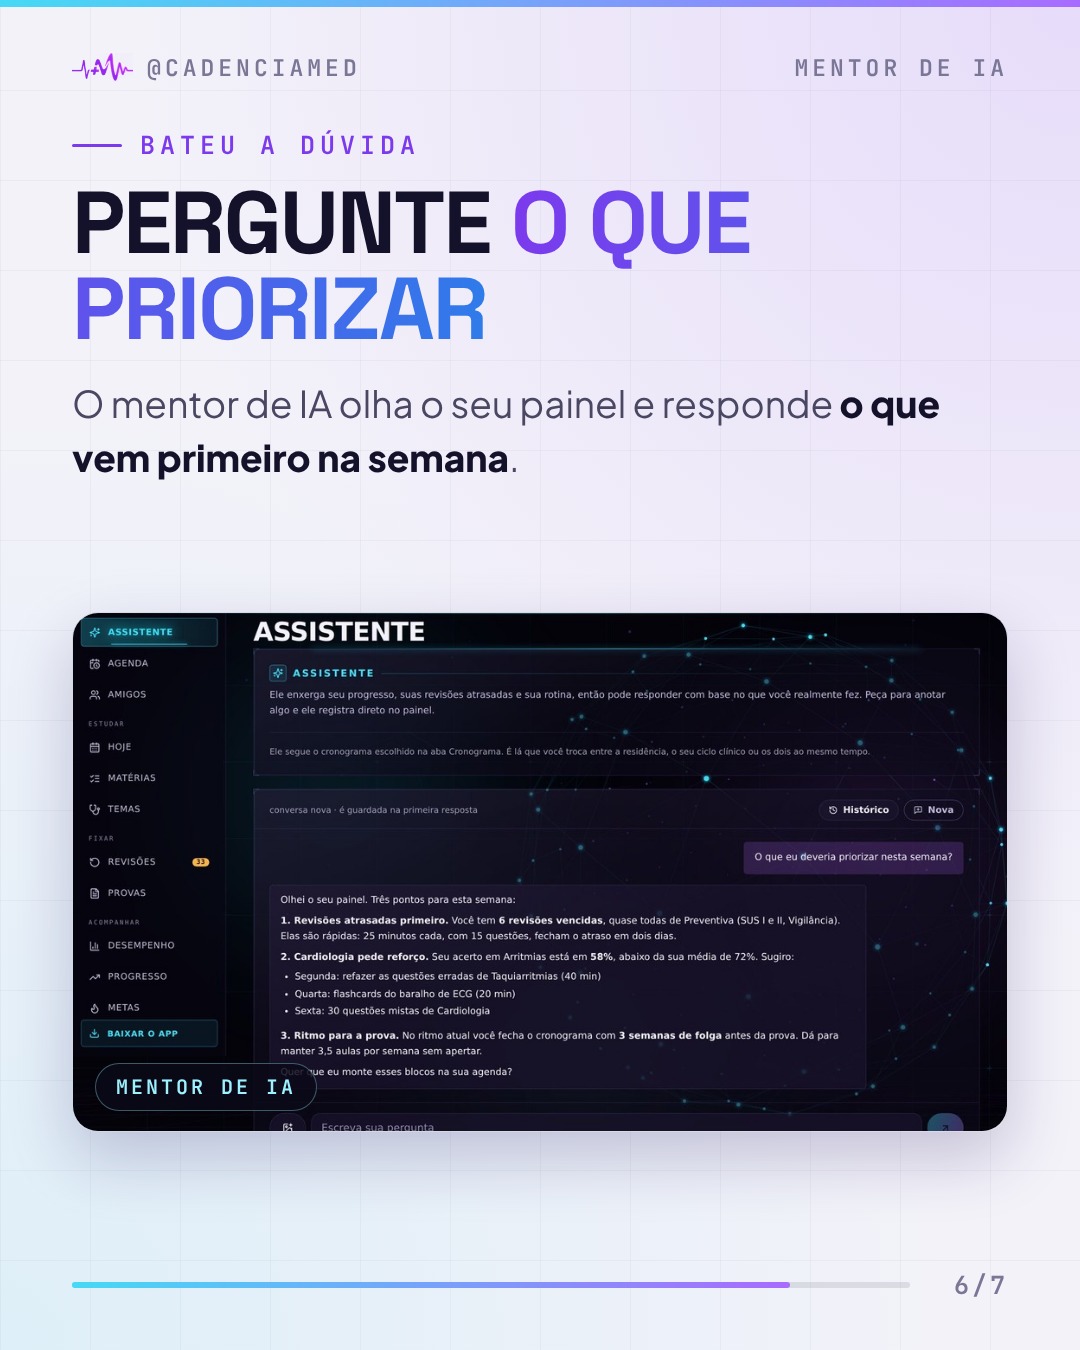 @CADENCIAMED
MENTOR DE IA
BATEU A DÚVIDA
PERGUNTE O QUE
PRIORIZAR
O mentor de IA olha o seu painel e responde o que
vem primeiro na semana.
ASSISTENTE
AGENDA
AMIGOS
ESTUDAR
HOJE
MATÉRIAS
TEMAS
FIXAR
REVISÕES 33
PROVAS
ACOMPANHAR
DESEMPENHO
PROGRESSO
METAS
BAIXAR O APP
ASSISTENTE
ASSISTENTE
Ele enxerga seu progresso, suas revisões atrasadas e sua rotina, então pode responder com base no que você realmente fez. Peça para anotar
algo e ele registra direto no painel.
Ele segue o cronograma escolhido na aba Cronograma. É lá que você troca entre a residência, o seu ciclo clínico ou os dois ao mesmo tempo.
conversa nova · é guardada na primeira resposta
Histórico
Nova
O que eu deveria priorizar nesta semana?
Olhei o seu painel. Três pontos para esta semana:
1. Revisões atrasadas primeiro. Você tem 6 revisões vencidas, quase todas de Preventiva (SUS I e II, Vigilância).
Elas são rápidas: 25 minutos cada, com 15 questões, fecham o atraso em dois dias.
2. Cardiologia pede reforço. Seu acerto em Arritmias está em 58%, abaixo da sua média de 72%. Sugiro:
• Segunda: refazer as questões erradas de Taquiarritmias (40 min)
• Quarta: flashcards do baralho de ECG (20 min)
• Sexta: 30 questões mistas de Cardiologia
3. Ritmo para a prova. No ritmo atual você fecha o cronograma com 3 semanas de folga antes da prova. Dá para
manter 3,5 aulas por semana sem apertar.
Quer que eu monte esses blocos na sua agenda?
Escreva sua pergunta
MENTOR DE IA
6/7